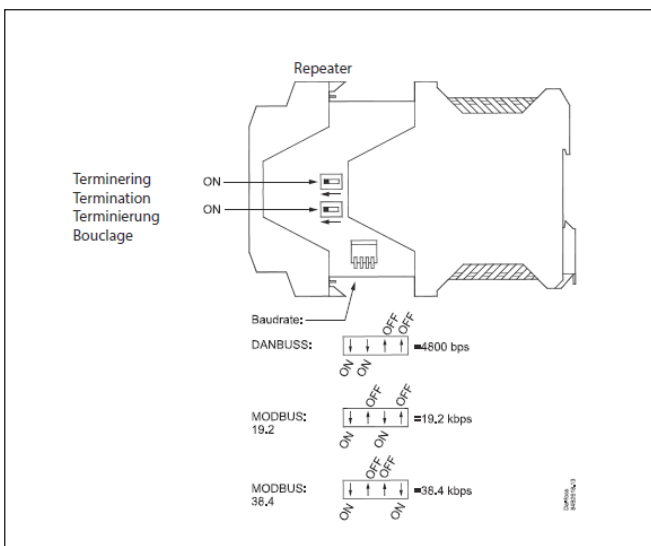 Repeater
Terminering
Termination
Terminierung
Bouclage
ON
ON
Baudrate:
OFF OFF
DANBUSS: =4800 bps
ON ON
OFF OFF
MODBUS: =19.2 kbps
19.2
ON ON
OFF OFF
MODBUS: =38.4 kbps
38.4
ON ON
Danfoss